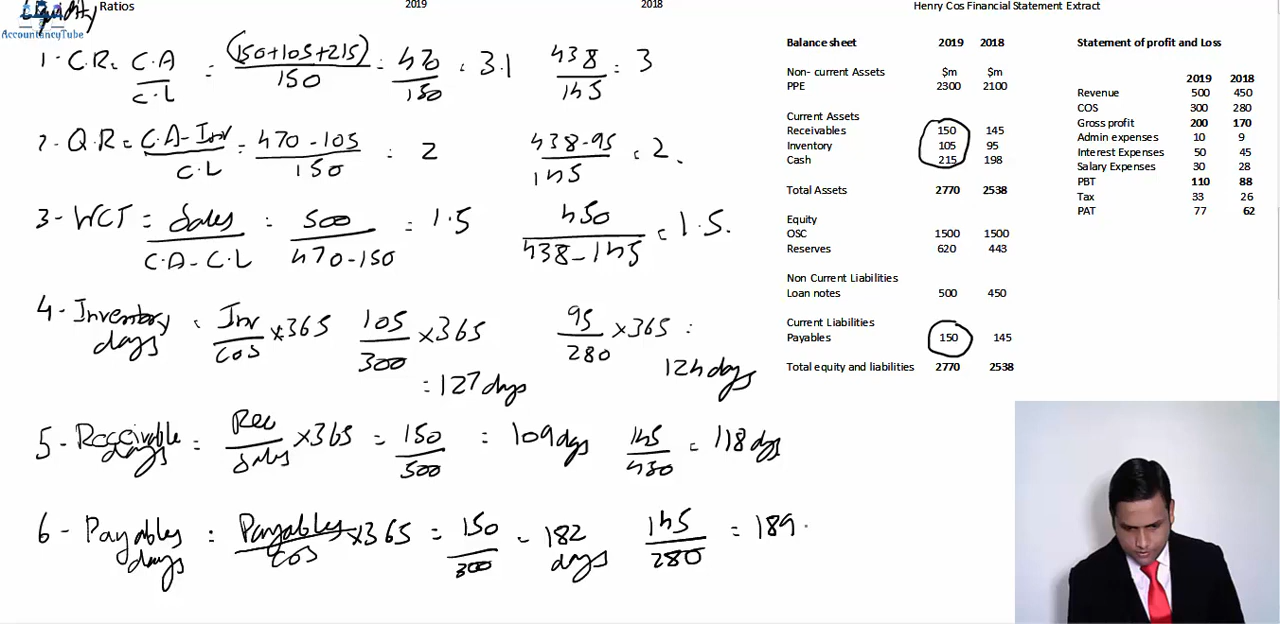 Liquidity Ratios 2019 2018 Henry Cos Financial Statement Extract
AccountancyTube
1- C.R = C.A / C.L = (150+105+215) / 150 = 470 / 150 = 3.1 438 / 145 = 3
2- Q.R = C.A-Inv / C.L = 470-105 / 150 = 2 438-95 / 145 = 2.
3- WCT = Sales / C.A-C.L = 500 / 470-150 = 1.5 450 / 438-145 = 1.5.
4- Inventory days = Inv / COS ×365 105 / 300 ×365 = 127 days 95 / 280 ×365 = 124 days
5- Receivable days = Rec / Sales ×365 = 150 / 500 = 109 days 145 / 450 = 118 days
6- Payables days = Payables / COS ×365 = 150 / 300 = 182 days 145 / 280 = 189.
Balance sheet 2019 2018
Non- current Assets $m $m
PPE 2300 2100
Current Assets
Receivables 150 145
Inventory 105 95
Cash 215 198
Total Assets 2770 2538
Equity
OSC 1500 1500
Reserves 620 443
Non Current Liabilities
Loan notes 500 450
Current Liabilities
Payables 150 145
Total equity and liabilities 2770 2538
Statement of profit and Loss
2019 2018
Revenue 500 450
COS 300 280
Gross profit 200 170
Admin expenses 10 9
Interest Expenses 50 45
Salary Expenses 30 28
PBT 110 88
Tax 33 26
PAT 77 62